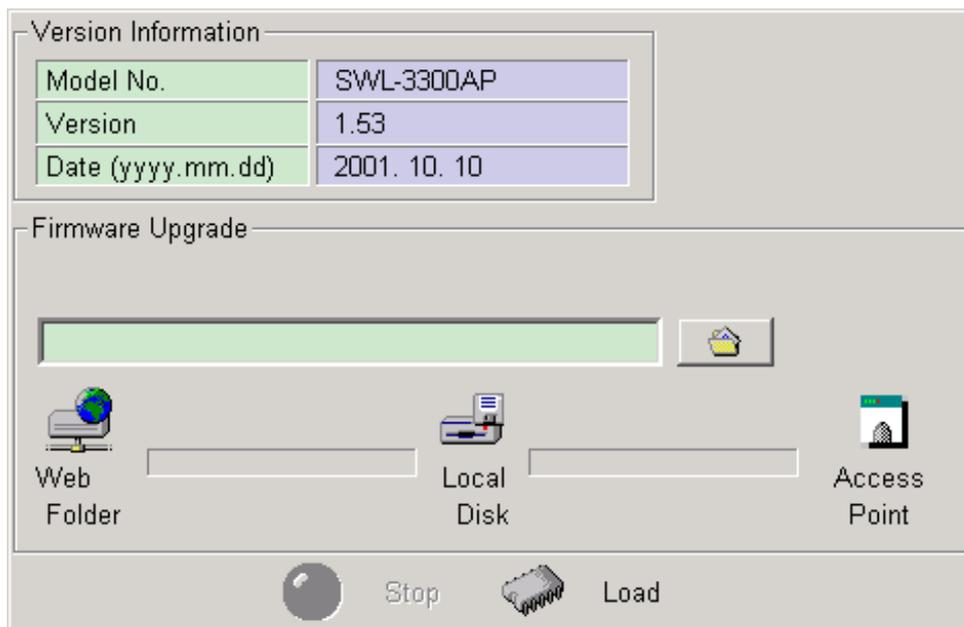 Version Information
Model No. SWL-3300AP
Version 1.53
Date (yyyy.mm.dd) 2001. 10. 10
Firmware Upgrade
Web Folder
Local Disk
Access Point
Stop Load